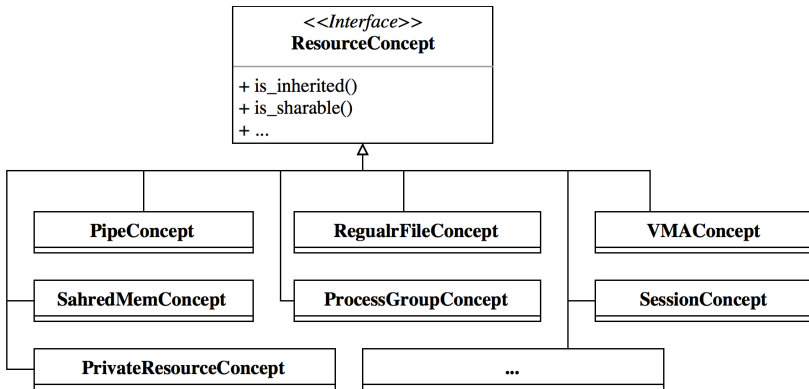 <<Interface>>
ResourceConcept
+ is_inherited()
+ is_sharable()
+ ...
PipeConcept
RegualrFileConcept
VMAConcept
SahredMemConcept
ProcessGroupConcept
SessionConcept
PrivateResourceConcept
...